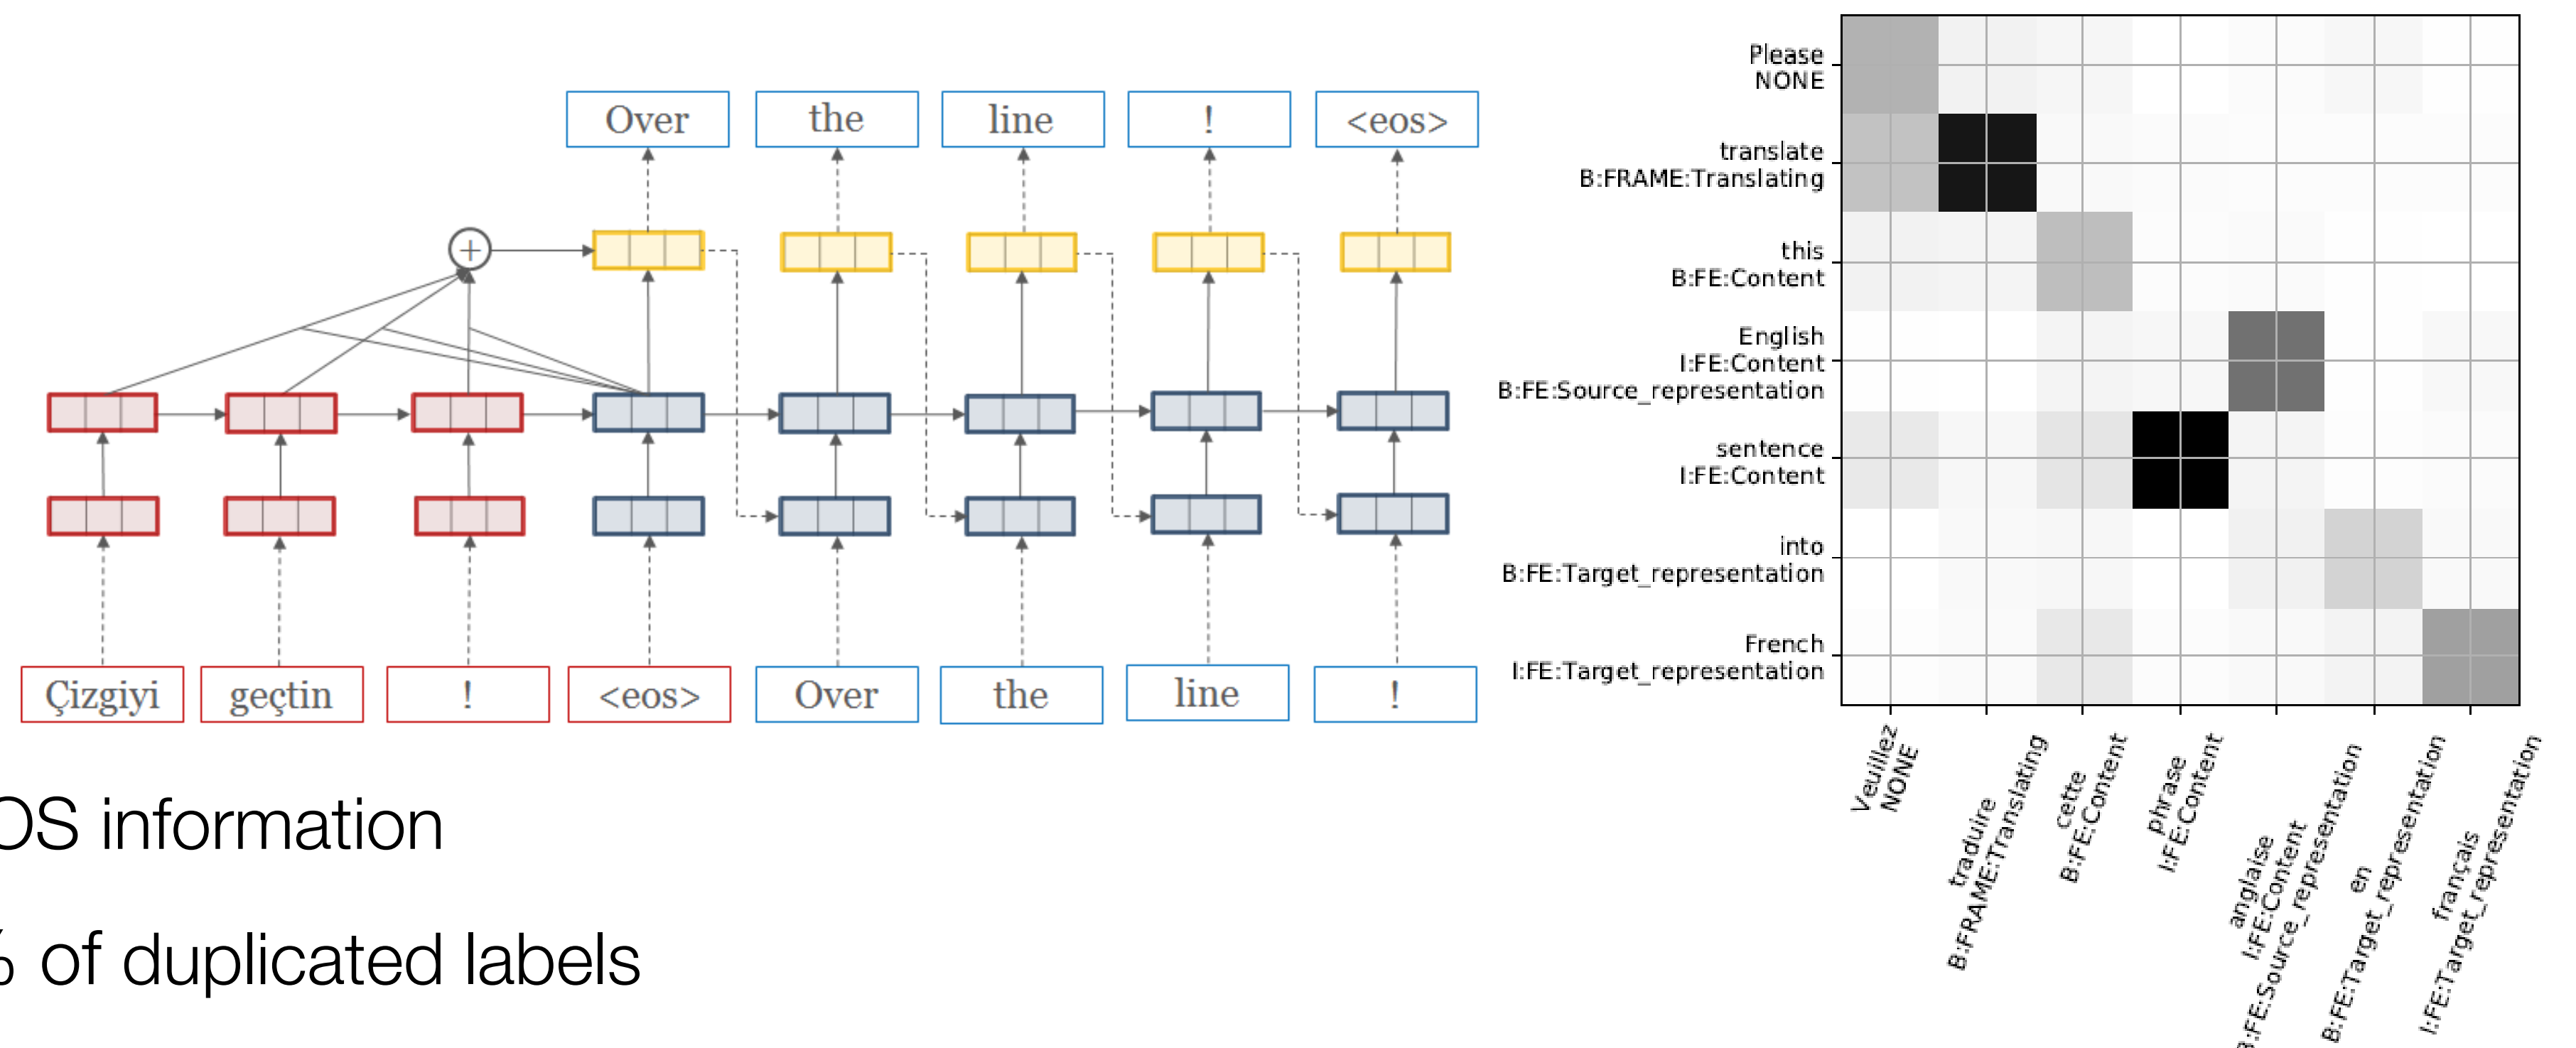 Over the line ! <eos>
+
Çizgiyi geçtin ! <eos> Over the line !
OS information
% of duplicated labels
Please
NONE
translate
B:FRAME:Translating
this
B:FE:Content
English
I:FE:Content
B:FE:Source_representation
sentence
I:FE:Content
into
B:FE:Target_representation
French
I:FE:Target_representation
Veuillez
NONE
traduire
B:FRAME:Translating
cette
B:FE:Content
phrase
I:FE:Content
anglaise
I:FE:Content
B:FE:Source_representation
en
B:FE:Target_representation
français
I:FE:Target_representation